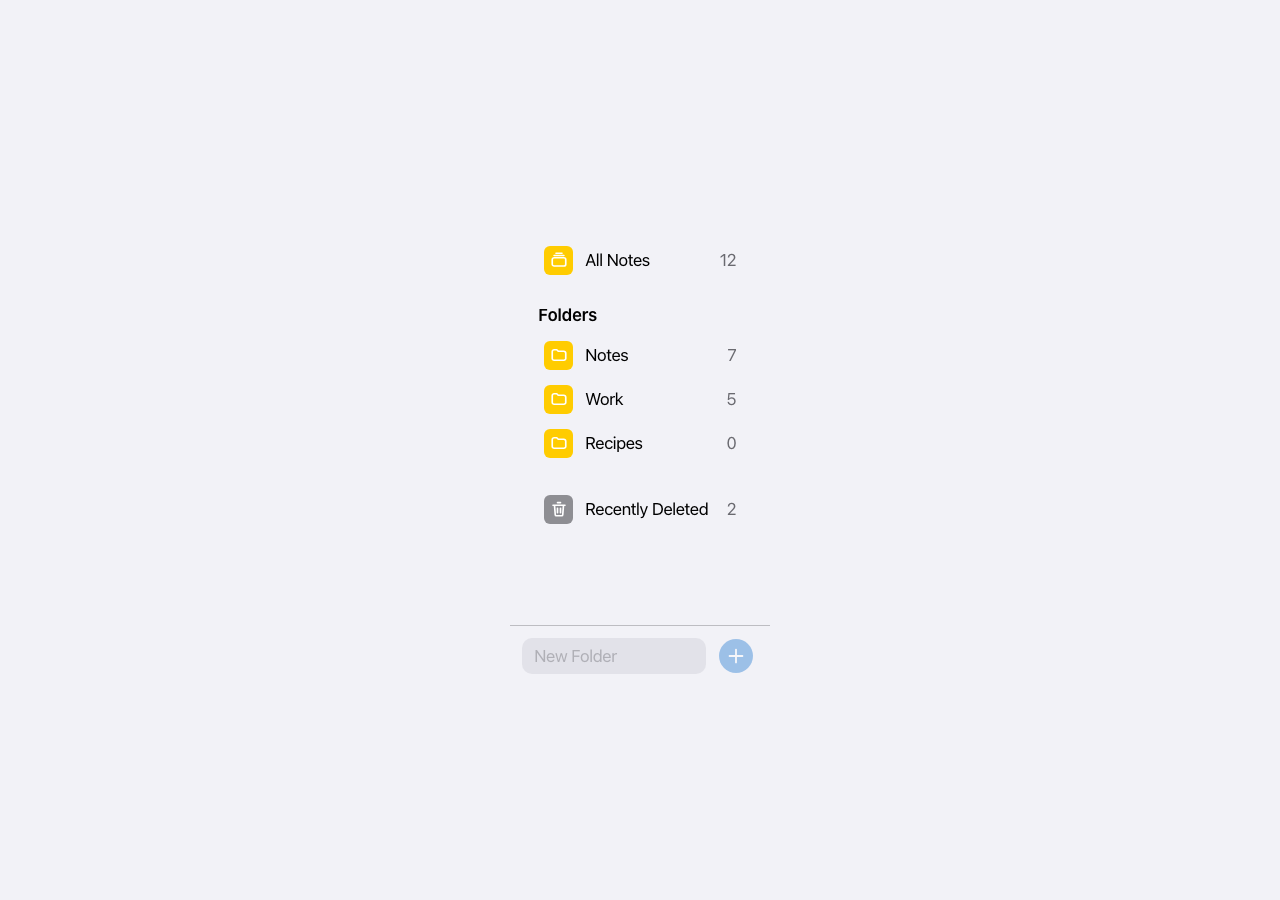 All Notes 12
Folders
Notes 7
Work 5
Recipes 0
Recently Deleted 2
New Folder